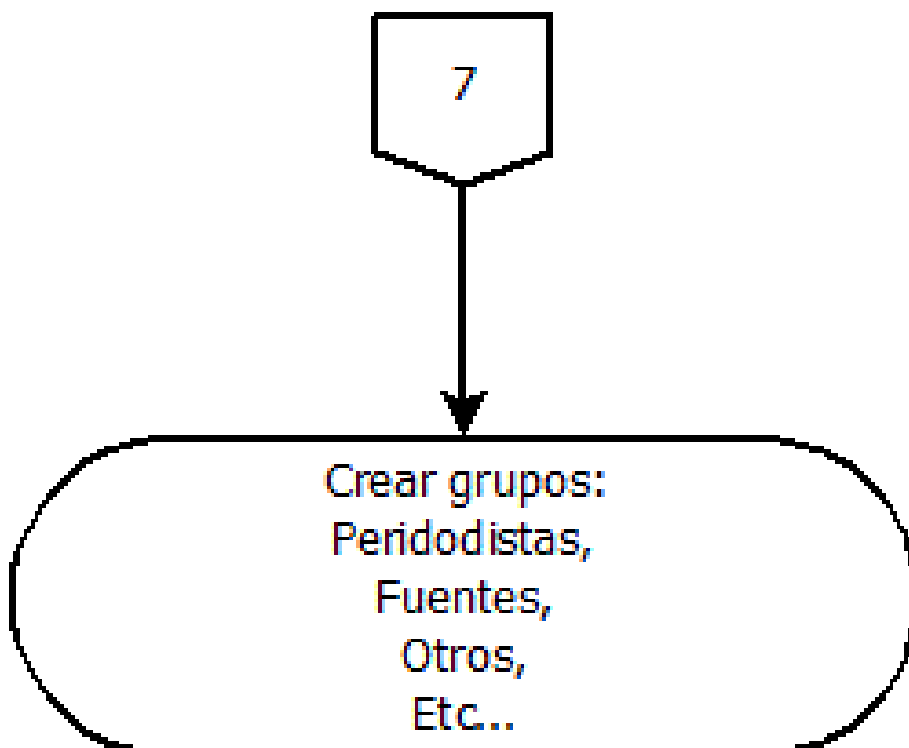 7
Crear grupos:
Peridodistas,
Fuentes,
Otros,
Etc...